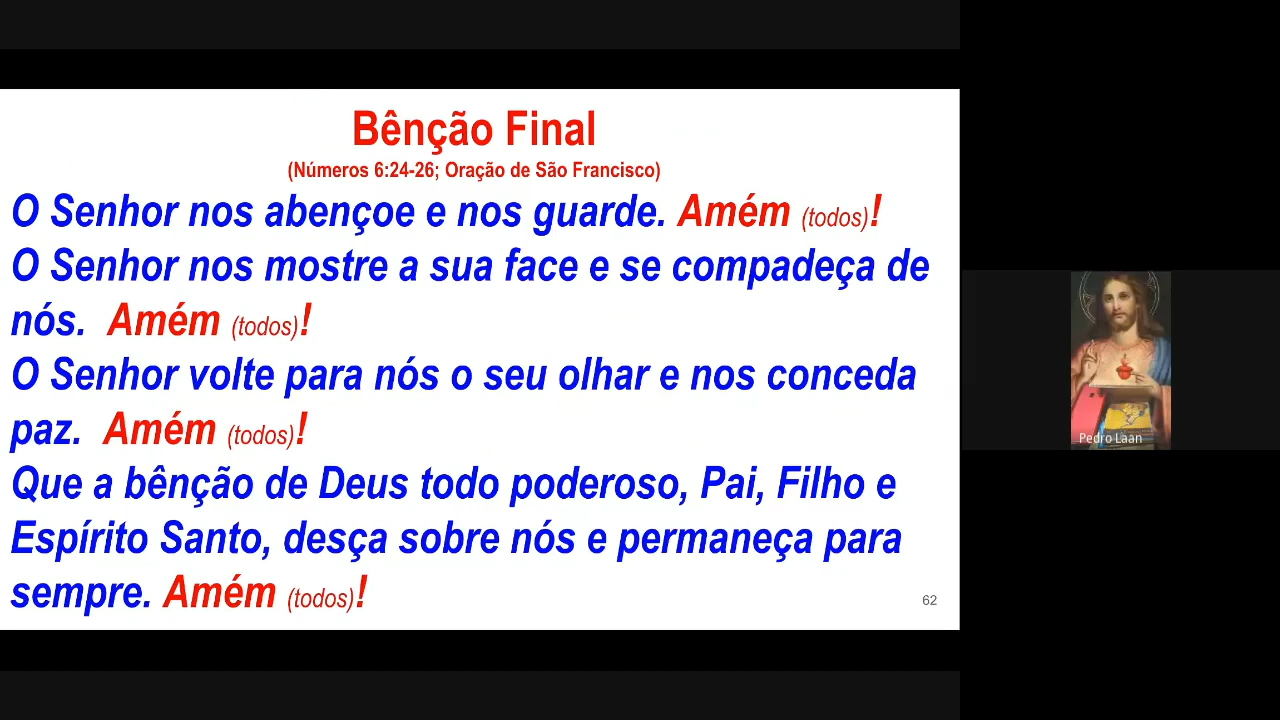 Bênção Final
(Números 6:24-26; Oração de São Francisco)
O Senhor nos abençoe e nos guarde. Amém (todos)!
O Senhor nos mostre a sua face e se compadeça de
nós. Amém (todos)!
O Senhor volte para nós o seu olhar e nos conceda
paz. Amém (todos)!
Que a bênção de Deus todo poderoso, Pai, Filho e
Espírito Santo, desça sobre nós e permaneça para
sempre. Amém (todos)!
62
Pedro Laan